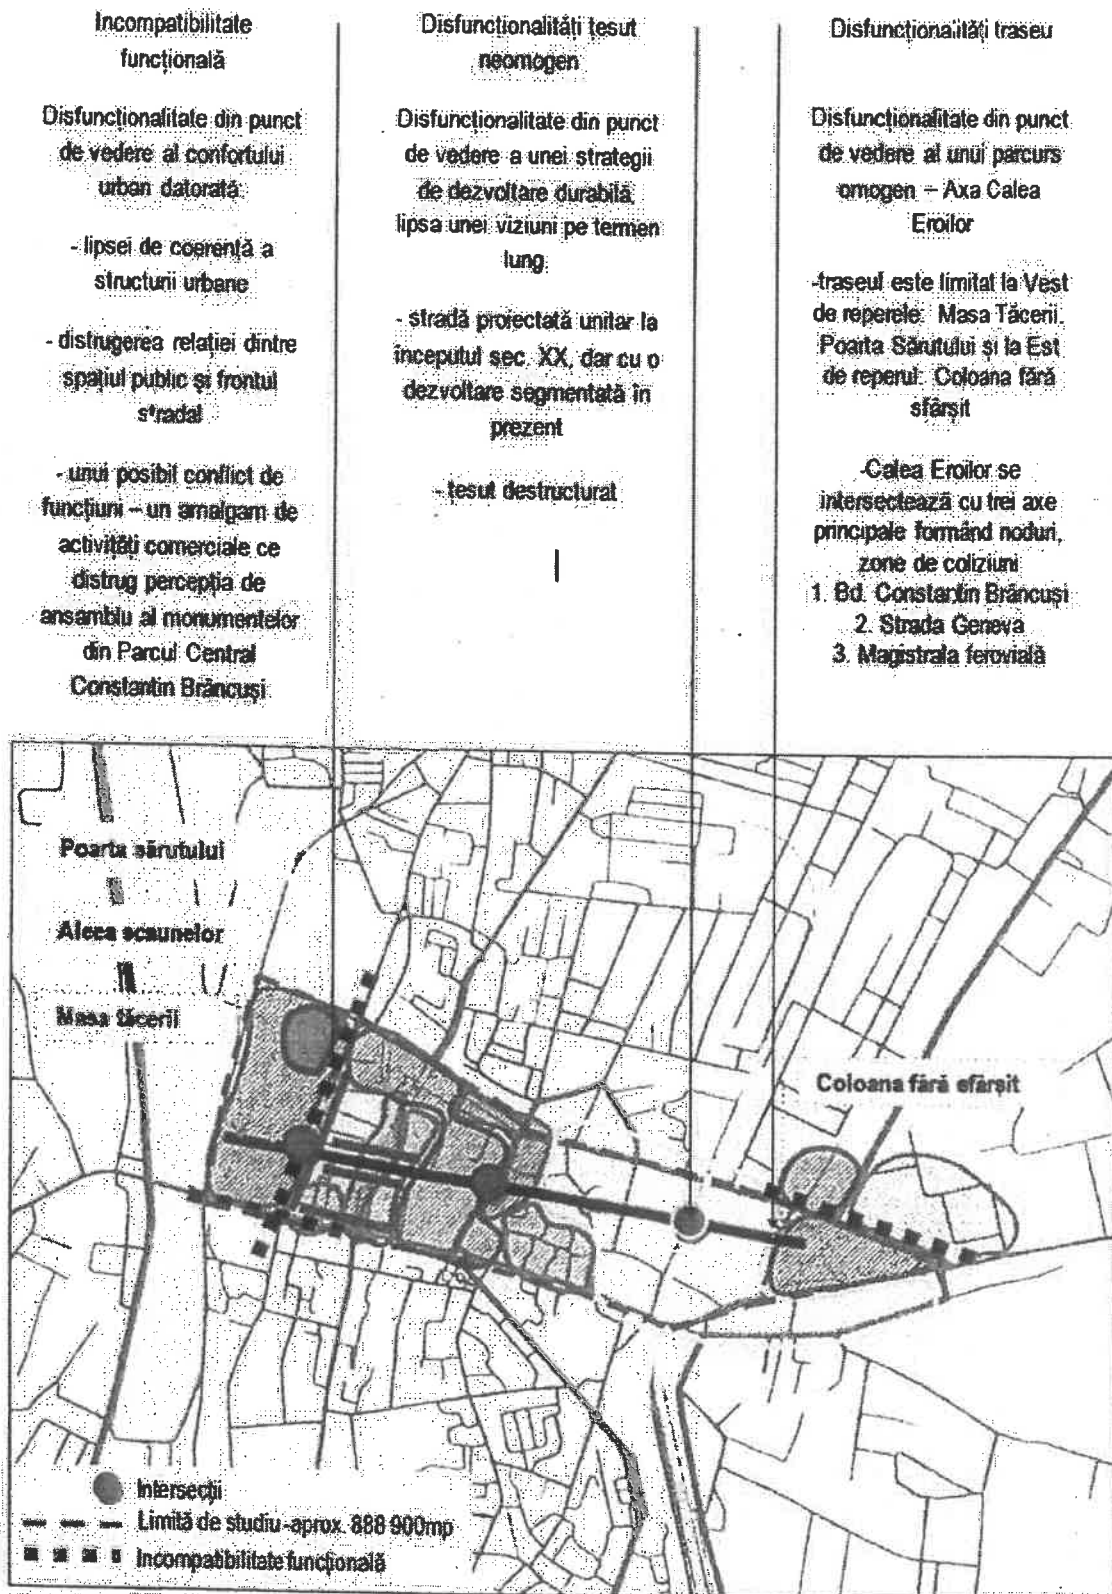 Incompatibilitate
funcțională
Disfuncționalitate din punct
de vedere al confortului
urban datorată:
- lipsei de coerență a
structurii urbane
- distrugerea relației dintre
spațiul public și frontul
stradal
- unui posibil conflict de
funcțiuni – un amalgam de
activități comerciale ce
distrug percepția de
ansamblu al monumentelor
din Parcul Central
Constantin Brâncuși
Disfuncționalități țesut
neomogen
Disfuncționalitate din punct
de vedere a unei strategii
de dezvoltare durabilă,
lipsa unei viziuni pe termen
lung
- stradă proiectată unitar la
începutul sec. XX, dar cu o
dezvoltare segmentată în
prezent
- țesut destructurat
Disfuncționalități traseu
Disfuncționalitate din punct
de vedere al unui parcurs
omogen – Axa Calea
Eroilor
-traseul este limitat la Vest
de reperele: Masa Tăcerii,
Poarta Sărutului și la Est
de reperul: Coloana fără
sfârșit
-Calea Eroilor se
intersectează cu trei axe
principale formând noduri,
zone de coliziuni
1. Bd. Constantin Brâncuși
2. Strada Geneva
3. Magistrala ferovială
Poarta sărutului
Aleea scaunelor
Masa tăcerii
Coloana fără sfârșit
Intersecții
Limită de studiu -aprox. 888 900mp
Incompatibilitate funcțională